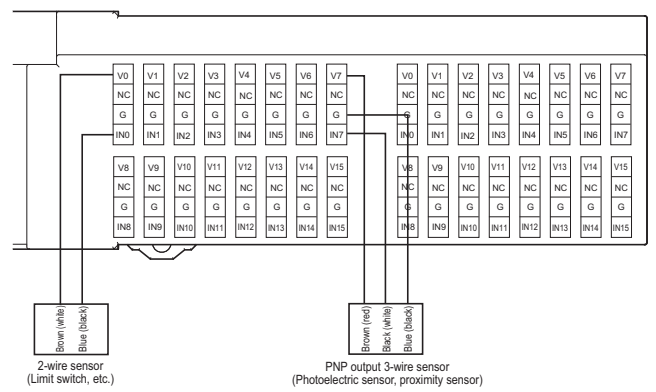 V0 V1 V2 V3 V4 V5 V6 V7 V0 V1 V2 V3 V4 V5 V6 V7
NC NC NC NC NC NC NC NC NC NC NC NC NC NC NC NC
G G G G G G G G G G G G G G G G
IN0 IN1 IN2 IN3 IN4 IN5 IN6 IN7 IN0 IN1 IN2 IN3 IN4 IN5 IN6 IN7
V8 V9 V10 V11 V12 V13 V14 V15 V8 V9 V10 V11 V12 V13 V14 V15
NC NC NC NC NC NC NC NC NC NC NC NC NC NC NC NC
G G G G G G G G G G G G G G G G
IN8 IN9 IN10 IN11 IN12 IN13 IN14 IN15 IN8 IN9 IN10 IN11 IN12 IN13 IN14 IN15
Brown (white)
Blue (black)
2-wire sensor
(Limit switch, etc.)
Brown (red)
Black (white)
Blue (black)
PNP output 3-wire sensor
(Photoelectric sensor, proximity sensor)